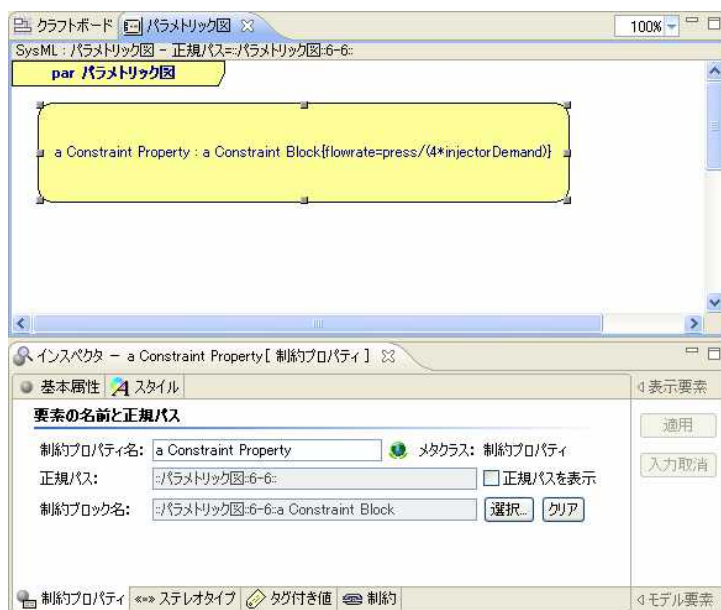 クラフトボード パラメトリック図 100%
SysML : パラメトリック図 - 正規パス=::パラメトリック図::6-6::
par パラメトリック図
a Constraint Property : a Constraint Block{flowrate=press/(4*injectorDemand)}
インスペクタ - a Constraint Property[ 制約プロパティ ]
基本属性 スタイル 表示要素
要素の名前と正規パス
適用
制約プロパティ名: a Constraint Property メタクラス: 制約プロパティ
入力取消
正規パス: ::パラメトリック図::6-6:: 正規パスを表示
制約ブロック名: ::パラメトリック図::6-6::a Constraint Block 選択... クリア
制約プロパティ «» ステレオタイプ タグ付き値 制約 モデル要素